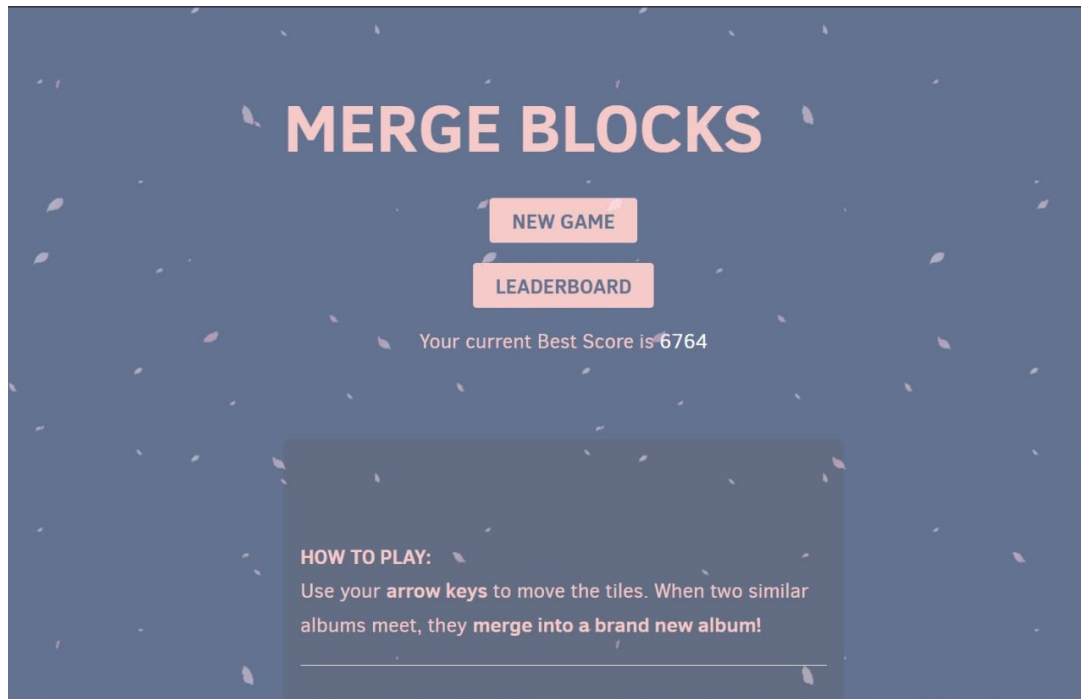 MERGE BLOCKS
NEW GAME
LEADERBOARD
Your current Best Score is 6764
HOW TO PLAY:
Use your arrow keys to move the tiles. When two similar
albums meet, they merge into a brand new album!